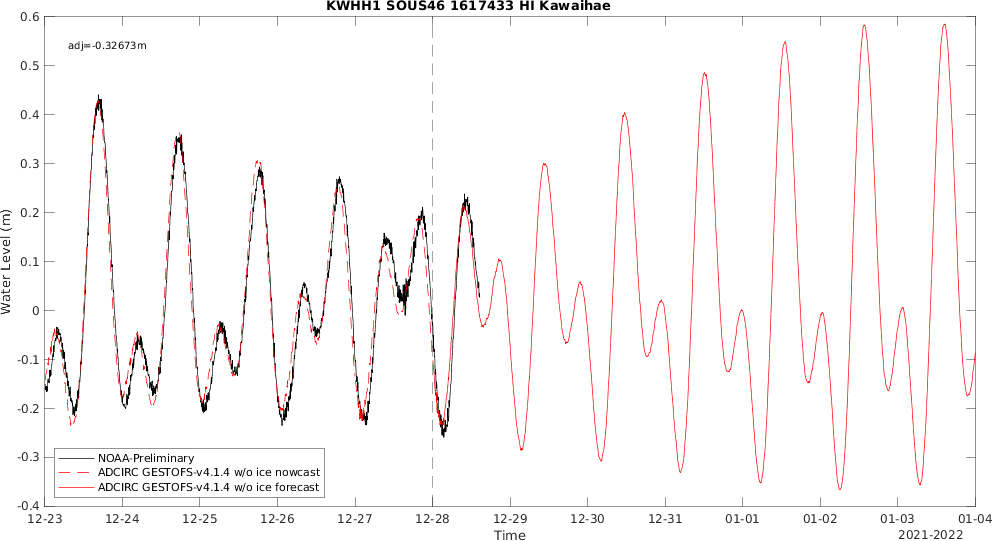 KWHH1 SOUS46 1617433 HI Kawaihae
adj=-0.32673m
Water Level (m)
0.6
0.5
0.4
0.3
0.2
0.1
0
-0.1
-0.2
-0.3
-0.4
NOAA-Preliminary
ADCIRC GESTOFS-v4.1.4 w/o ice nowcast
ADCIRC GESTOFS-v4.1.4 w/o ice forecast
12-23 12-24 12-25 12-26 12-27 12-28 12-29 12-30 12-31 01-01 01-02 01-03 01-04
Time
2021-2022